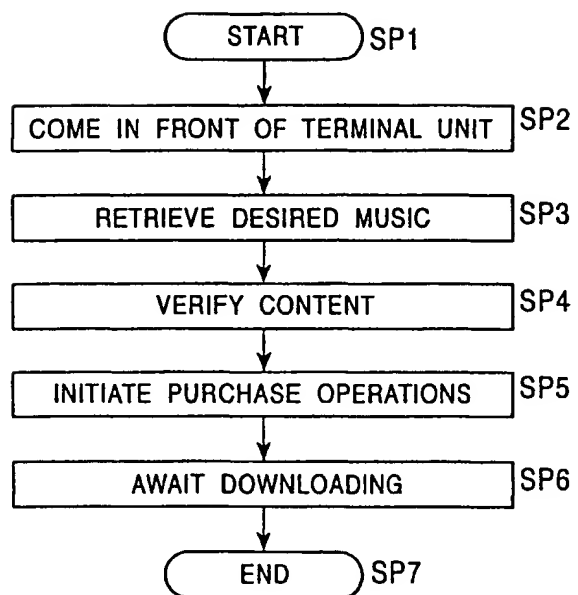 START SP1
COME IN FRONT OF TERMINAL UNIT SP2
RETRIEVE DESIRED MUSIC SP3
VERIFY CONTENT SP4
INITIATE PURCHASE OPERATIONS SP5
AWAIT DOWNLOADING SP6
END SP7